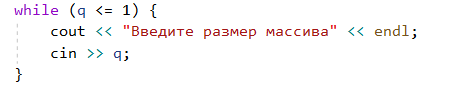 while (q <= 1) {
    cout << "Введите размер массива" << endl;
    cin >> q;
}